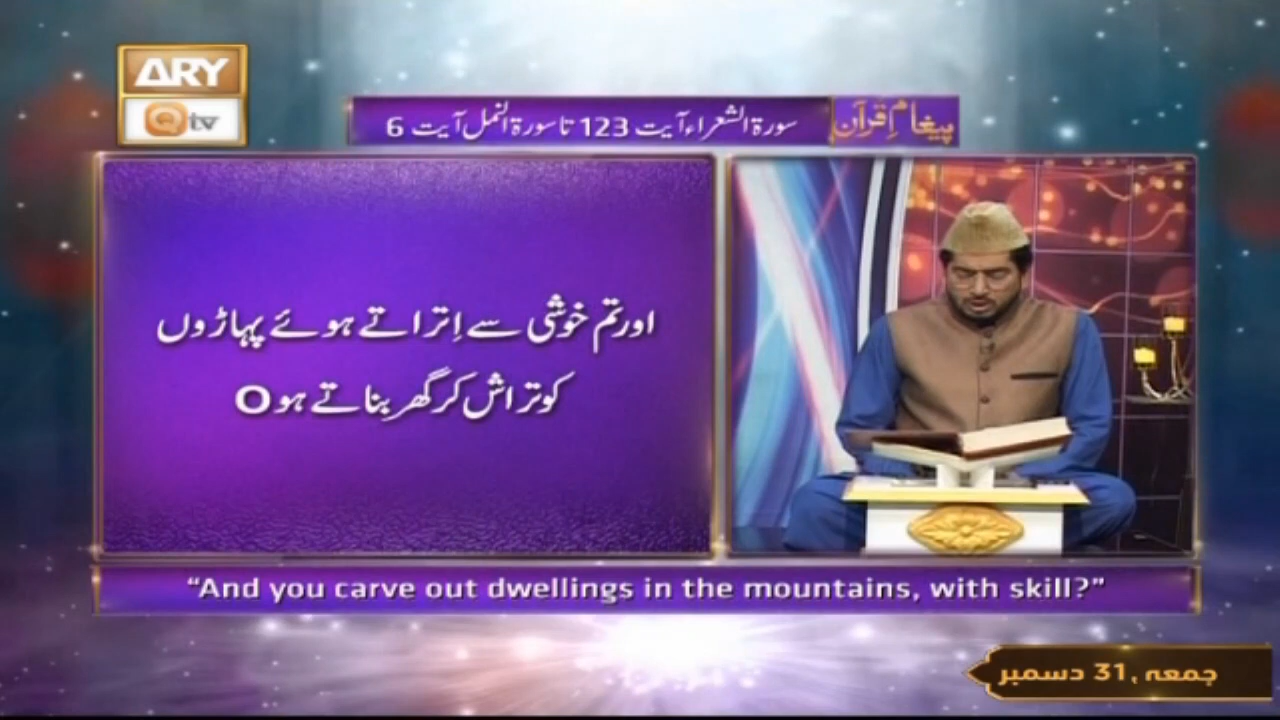 ARY
Qtv
پیغامِ قرآن
سورۃ الشعراء آیت 123 تا سورۃ النمل آیت 6
اور تم خوشی سے اِتراتے ہوئے پہاڑوں
کو تراش کر گھر بناتے ہو O
“And you carve out dwellings in the mountains, with skill?”
جمعہ, 31 دسمبر